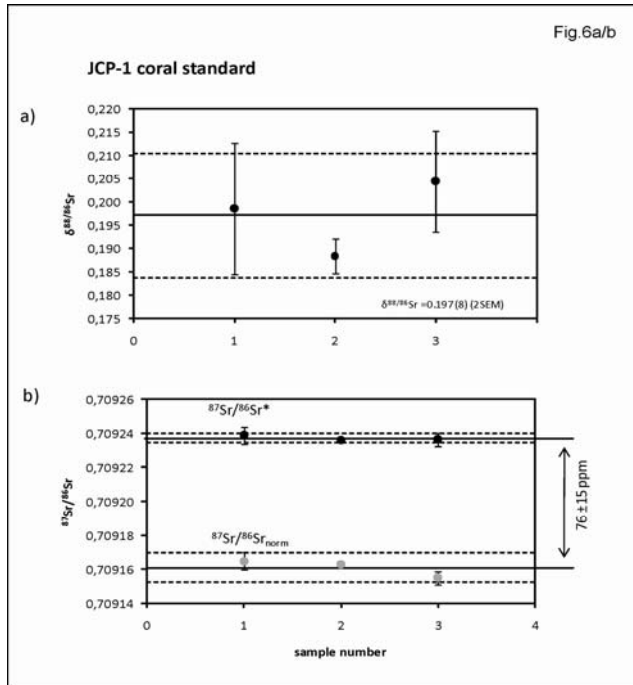 Fig.6a/b
JCP-1 coral standard
a)
0,220
0,215
0,210
0,205
0,200
0,195
0,190
0,185
0,180
0,175
δ88/86Sr
δ88/86Sr =0.197(8) (2SEM)
0
1
2
3
b)
0,70926
0,70924
0,70922
0,70920
0,70918
0,70916
0,70914
87Sr/86Sr
87Sr/86Sr*
87Sr/86Srnorm
76±15ppm
0
1
2
3
4
sample number